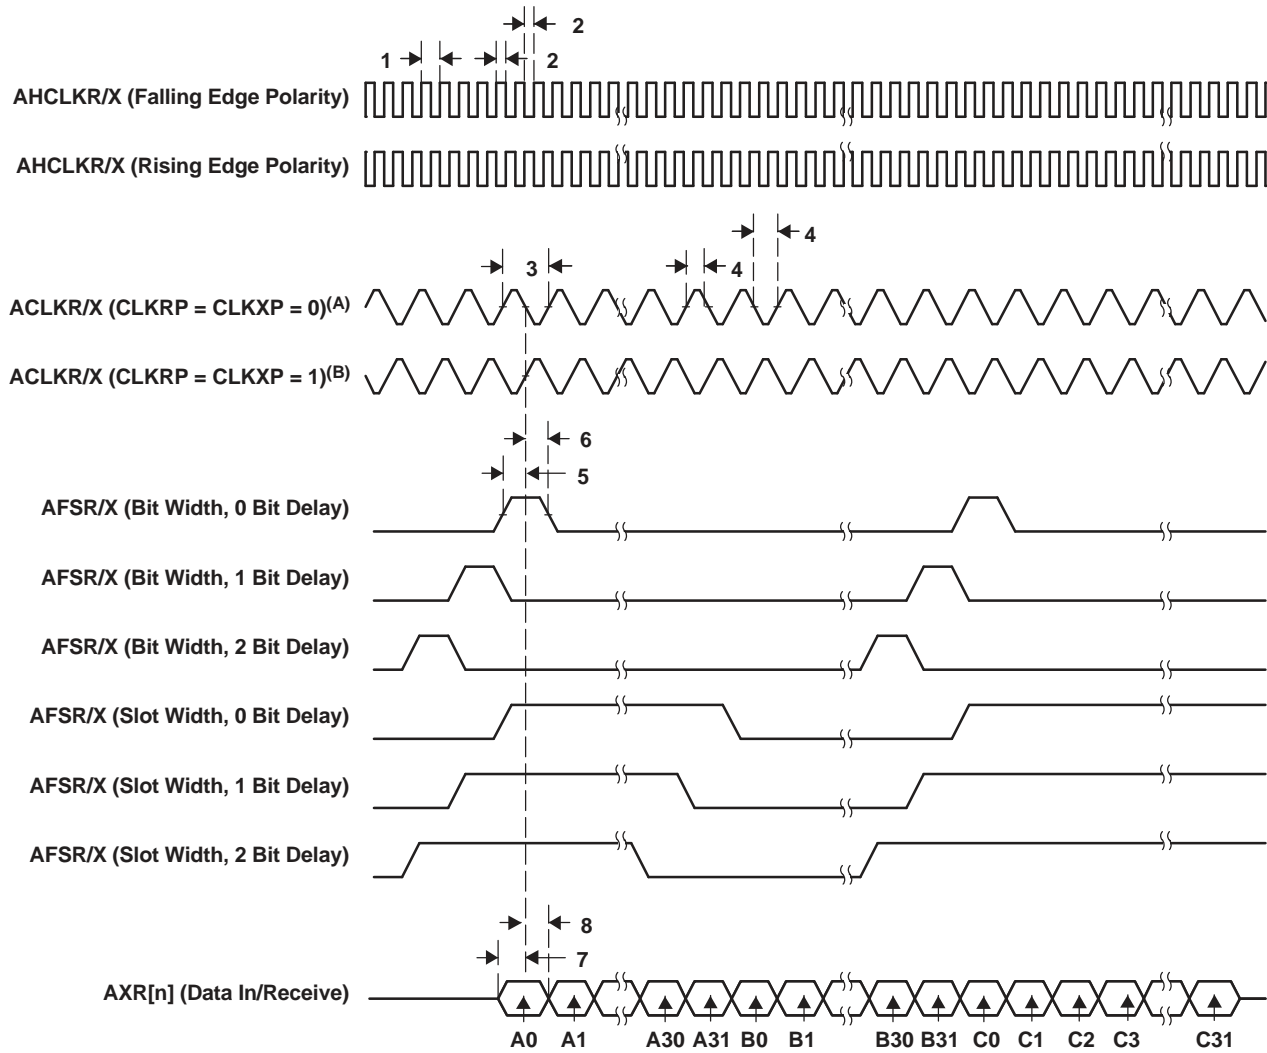 2
1
2
AHCLKR/X (Falling Edge Polarity)
AHCLKR/X (Rising Edge Polarity)
4
3
4
ACLKR/X (CLKRP = CLKXP = 0)(A)
ACLKR/X (CLKRP = CLKXP = 1)(B)
6
5
AFSR/X (Bit Width, 0 Bit Delay)
AFSR/X (Bit Width, 1 Bit Delay)
AFSR/X (Bit Width, 2 Bit Delay)
AFSR/X (Slot Width, 0 Bit Delay)
AFSR/X (Slot Width, 1 Bit Delay)
AFSR/X (Slot Width, 2 Bit Delay)
8
7
AXR[n] (Data In/Receive)
A0 A1 A30 A31 B0 B1 B30 B31 C0 C1 C2 C3 C31